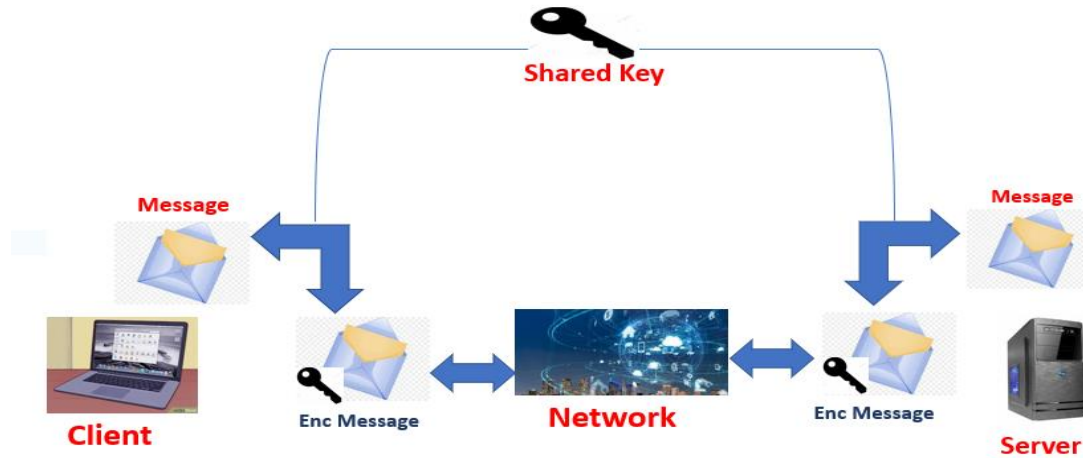 Shared Key
Message
Message
Enc Message
Network
Enc Message
Client
Server